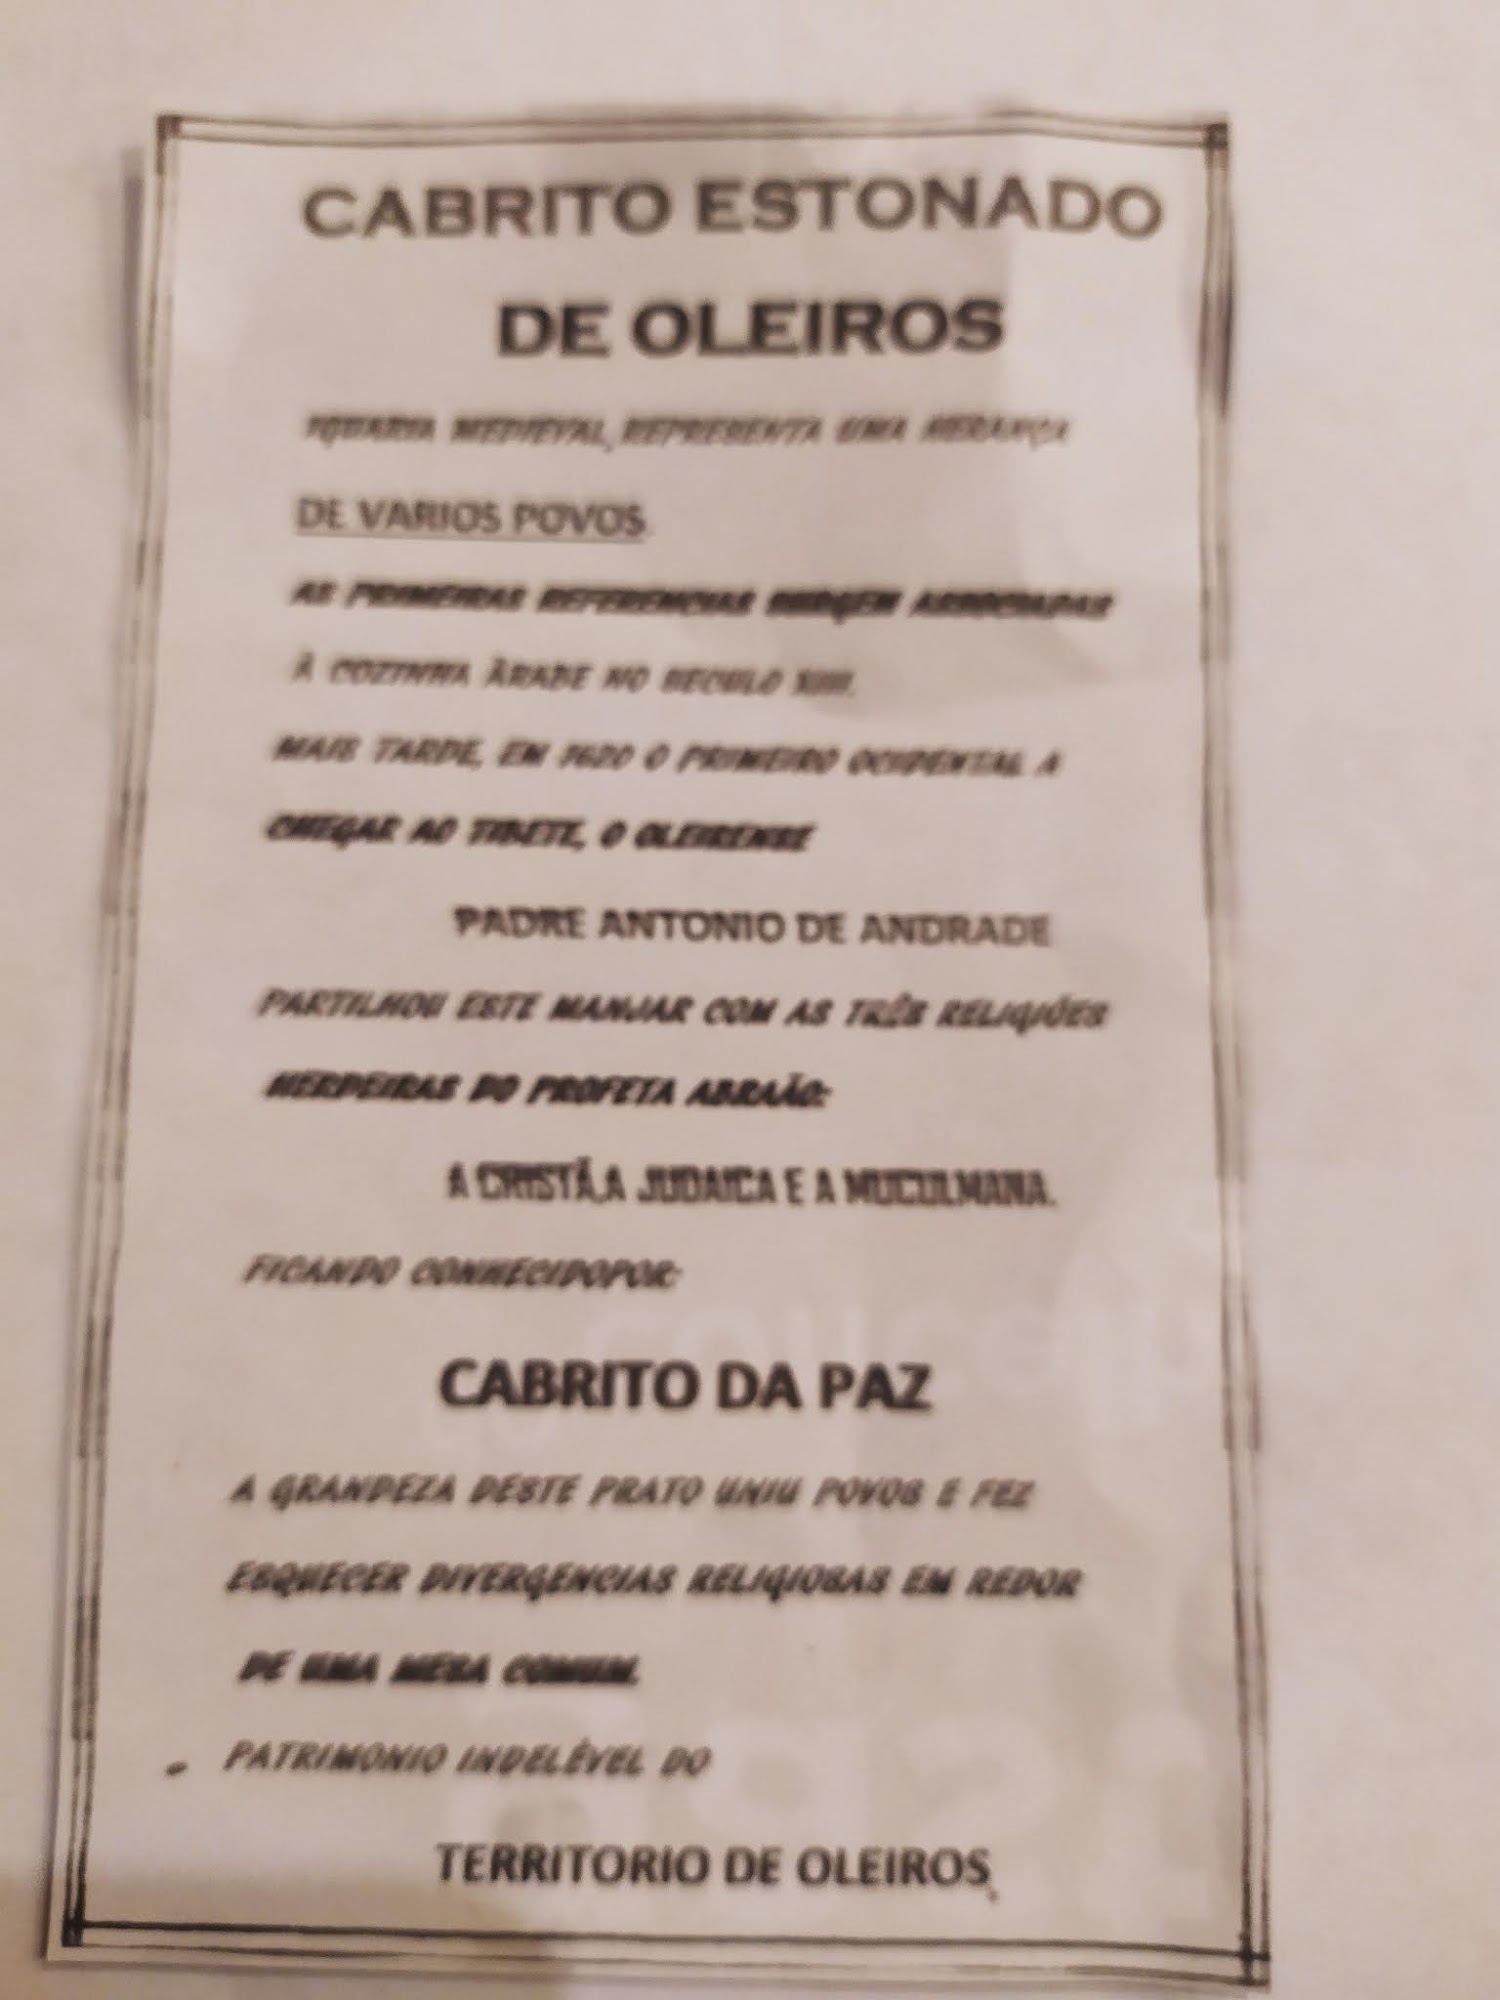 CABRITO ESTONADO
DE OLEIROS
IGUARIA MEDIEVAL, REPRESENTA UMA HERANÇA
DE VARIOS POVOS.
AS PRIMEIRAS REFERENCIAS SURGEM ASSOCIADAS
À COZINHA ÀRABE NO SECULO XIII.
MAIS TARDE, EM 1620 O PRIMEIRO OCIDENTAL A
CHEGAR AO TIBETE, O OLEIRENSE
PADRE ANTONIO DE ANDRADE
PARTILHOU ESTE MANJAR COM AS TRÊS RELIGIÕES
HERDEIRAS DO PROFETA ABRAÃO:
A CRISTÃ,A JUDAICA E A MUCULMANA.
FICANDO CONHECIDOPOR:
CABRITO DA PAZ
A GRANDEZA DESTE PRATO UNIU POVOS E FEZ
ESQUECER DIVERGENCIAS RELIGIOSAS EM REDOR
DE UMA MESA COMUM.
PATRIMONIO INDELÉVEL DO
TERRITORIO DE OLEIROS.